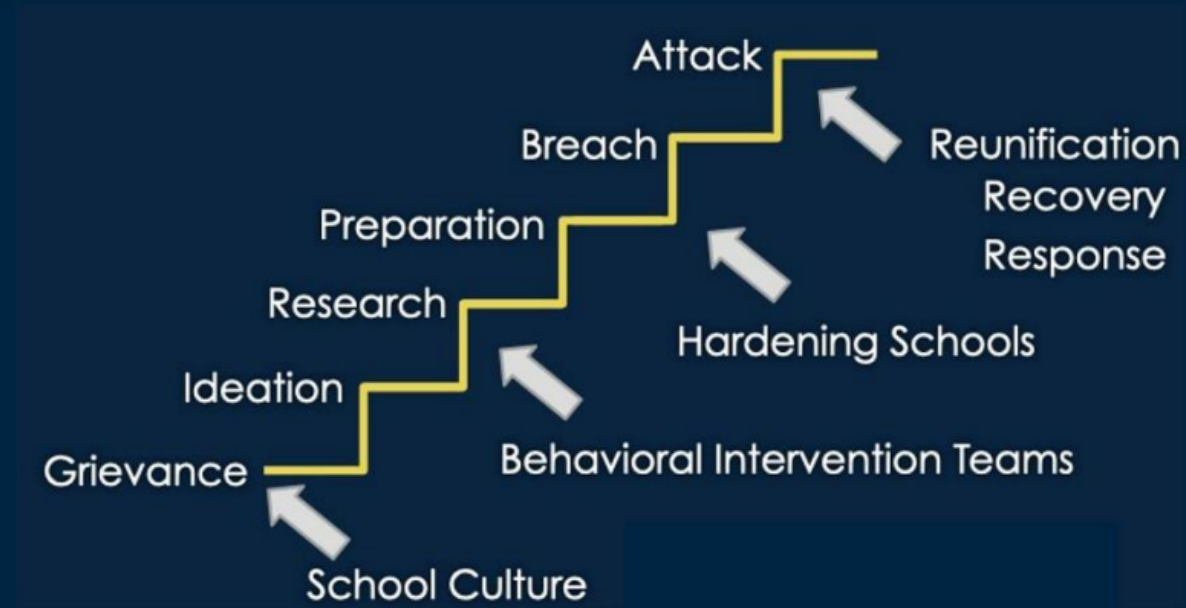 Attack
Breach
Reunification
Recovery
Preparation
Response
Research
Hardening Schools
Ideation
Behavioral Intervention Teams
Grievance
School Culture